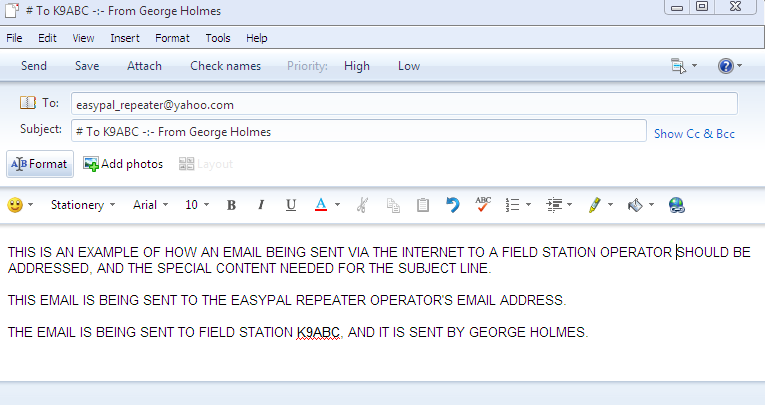 # To K9ABC -:- From George Holmes
File Edit View Insert Format Tools Help
Send Save Attach Check names Priority: High Low
To: easypal_repeater@yahoo.com
Subject: # To K9ABC -:- From George Holmes Show Cc & Bcc
Format Add photos Layout
Stationery Arial 10 B I U A ABC
THIS IS AN EXAMPLE OF HOW AN EMAIL BEING SENT VIA THE INTERNET TO A FIELD STATION OPERATOR SHOULD BE
ADDRESSED, AND THE SPECIAL CONTENT NEEDED FOR THE SUBJECT LINE.
THIS EMAIL IS BEING SENT TO THE EASYPAL REPEATER OPERATOR'S EMAIL ADDRESS.
THE EMAIL IS BEING SENT TO FIELD STATION K9ABC, AND IT IS SENT BY GEORGE HOLMES.